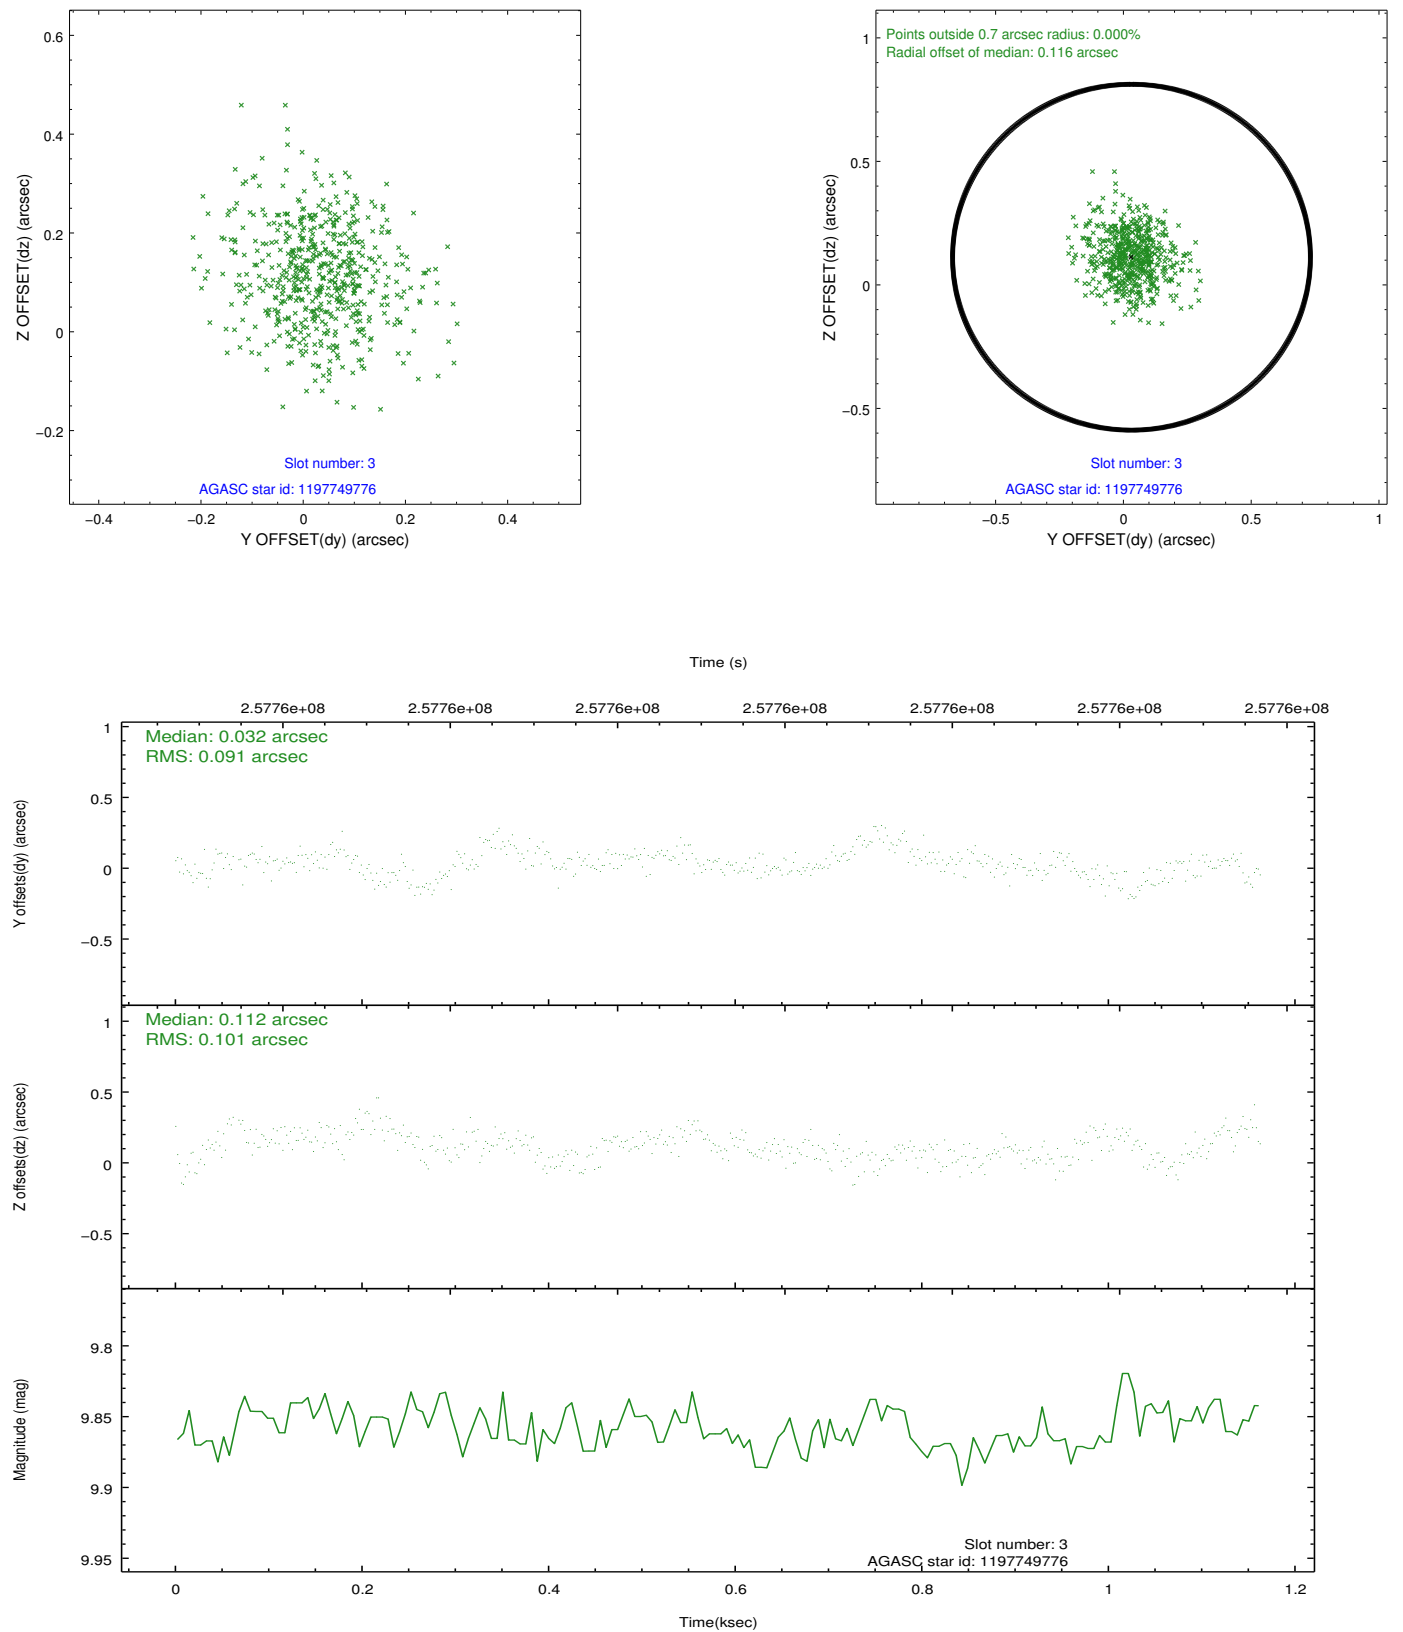 0.6
0.4
0.2
0
−0.2
Z OFFSET(dz) (arcsec)
Slot number: 3
AGASC star id: 1197749776
−0.4 −0.2 0 0.2 0.4
Y OFFSET(dy) (arcsec)
Points outside 0.7 arcsec radius: 0.000%
Radial offset of median: 0.116 arcsec
1
0.5
0
−0.5
Z OFFSET(dz) (arcsec)
Slot number: 3
AGASC star id: 1197749776
−0.5 0 0.5 1
Y OFFSET(dy) (arcsec)
Time (s)
2.5776e+08 2.5776e+08 2.5776e+08 2.5776e+08 2.5776e+08 2.5776e+08 2.5776e+08
Median: 0.032 arcsec
RMS: 0.091 arcsec
1
0.5
0
−0.5
Y offsets(dy) (arcsec)
Median: 0.112 arcsec
RMS: 0.101 arcsec
1
0.5
0
−0.5
Z offsets(dz) (arcsec)
9.8
9.85
9.9
9.95
Magnitude (mag)
Slot number: 3
AGASC star id: 1197749776
0 0.2 0.4 0.6 0.8 1 1.2
Time(ksec)